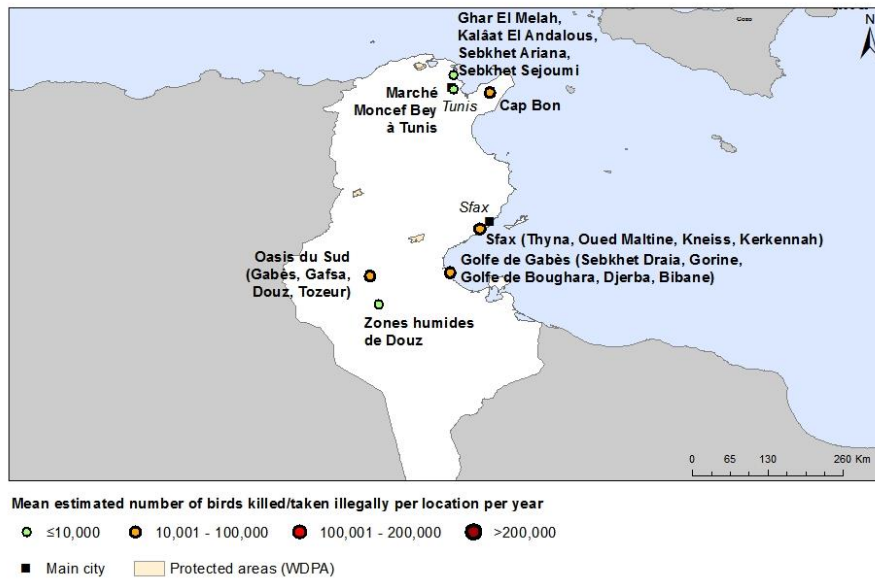 Gozo
N
Ghar El Melah,
Kalâat El Andalous,
Sebkhet Ariana,
Sebkhet Sejoumi
Marché
Moncef Bey
à Tunis
Tunis
Cap Bon
Sfax
Sfax (Thyna, Oued Maltine, Kneiss, Kerkennah)
Oasis du Sud
(Gabès, Gafsa,
Douz, Tozeur)
Golfe de Gabès (Sebkhet Draia, Gorine,
Golfe de Boughara, Djerba, Bibane)
Zones humides
de Douz
0 65 130 260 Km
Mean estimated number of birds killed/taken illegally per location per year
≤10,000 10,001 - 100,000 100,001 - 200,000 >200,000
Main city Protected areas (WDPA)